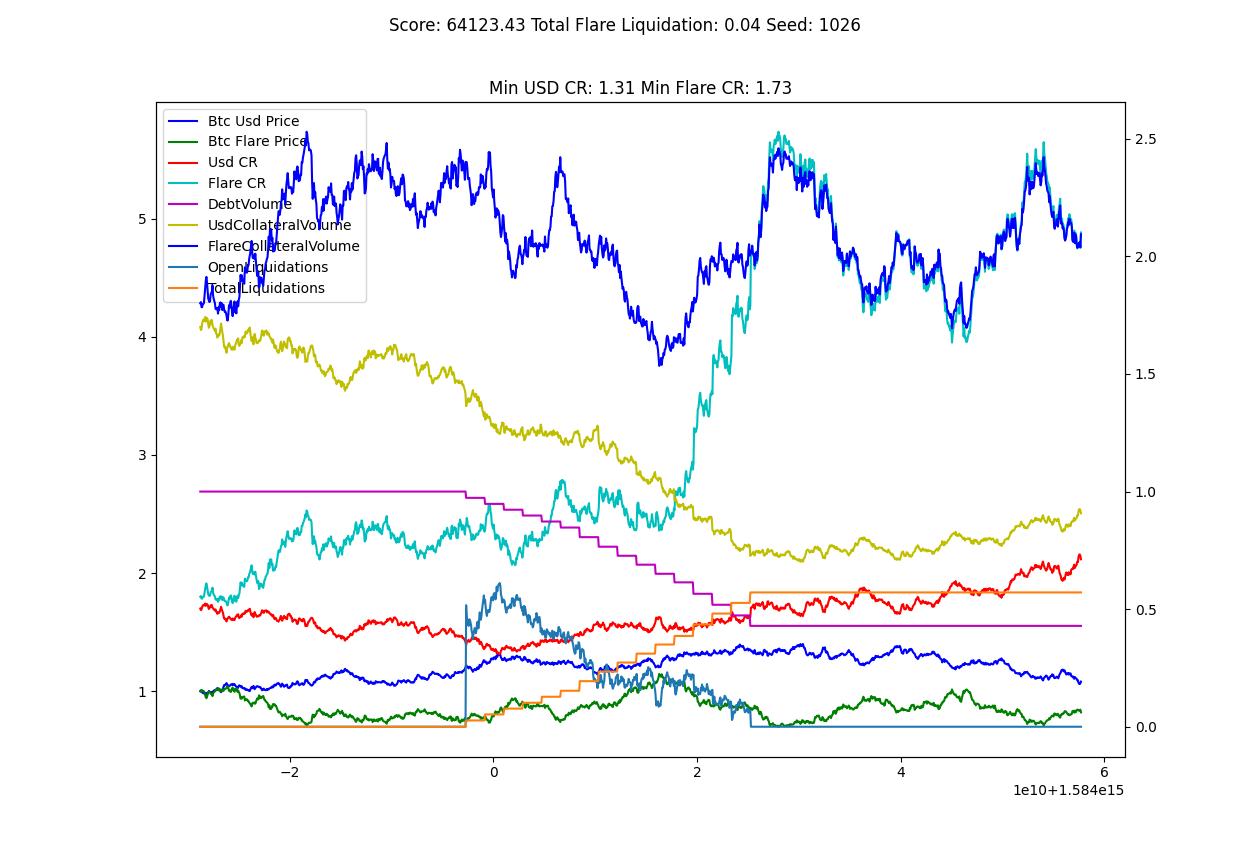 Score: 64123.43 Total Flare Liquidation: 0.04 Seed: 1026
Min USD CR: 1.31 Min Flare CR: 1.73
Btc Usd Price
Btc Flare Price
Usd CR
Flare CR
DebtVolume
UsdCollateralVolume
FlareCollateralVolume
OpenLiquidations
TotalLiquidations
5
4
3
2
1
2.5
2.0
1.5
1.0
0.5
0.0
−2 0 2 4 6
1e10+1.584e15